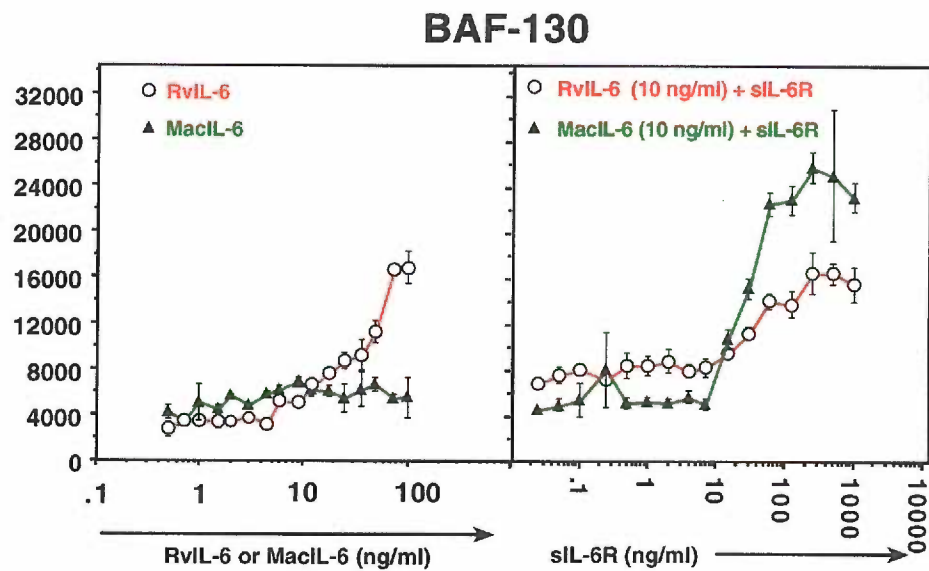 BAF-130
RvIL-6
MacIL-6
RvIL-6 (10 ng/ml) + sIL-6R
MacIL-6 (10 ng/ml) + sIL-6R
32000
28000
24000
20000
16000
12000
8000
4000
0
.1 1 10 100
.1 1 10 100 1000 10000
RvIL-6 or MacIL-6 (ng/ml)
sIL-6R (ng/ml)